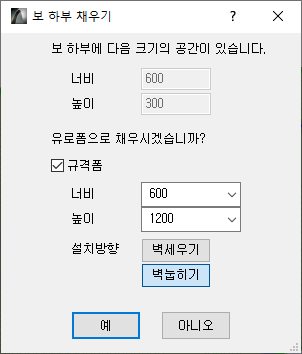 보 하부 채우기
보 하부에 다음 크기의 공간이 있습니다.
너비 600
높이 300
유로폼으로 채우시겠습니까?
규격폼
너비 600
높이 1200
설치방향 벽세우기
벽눕히기
예 아니오